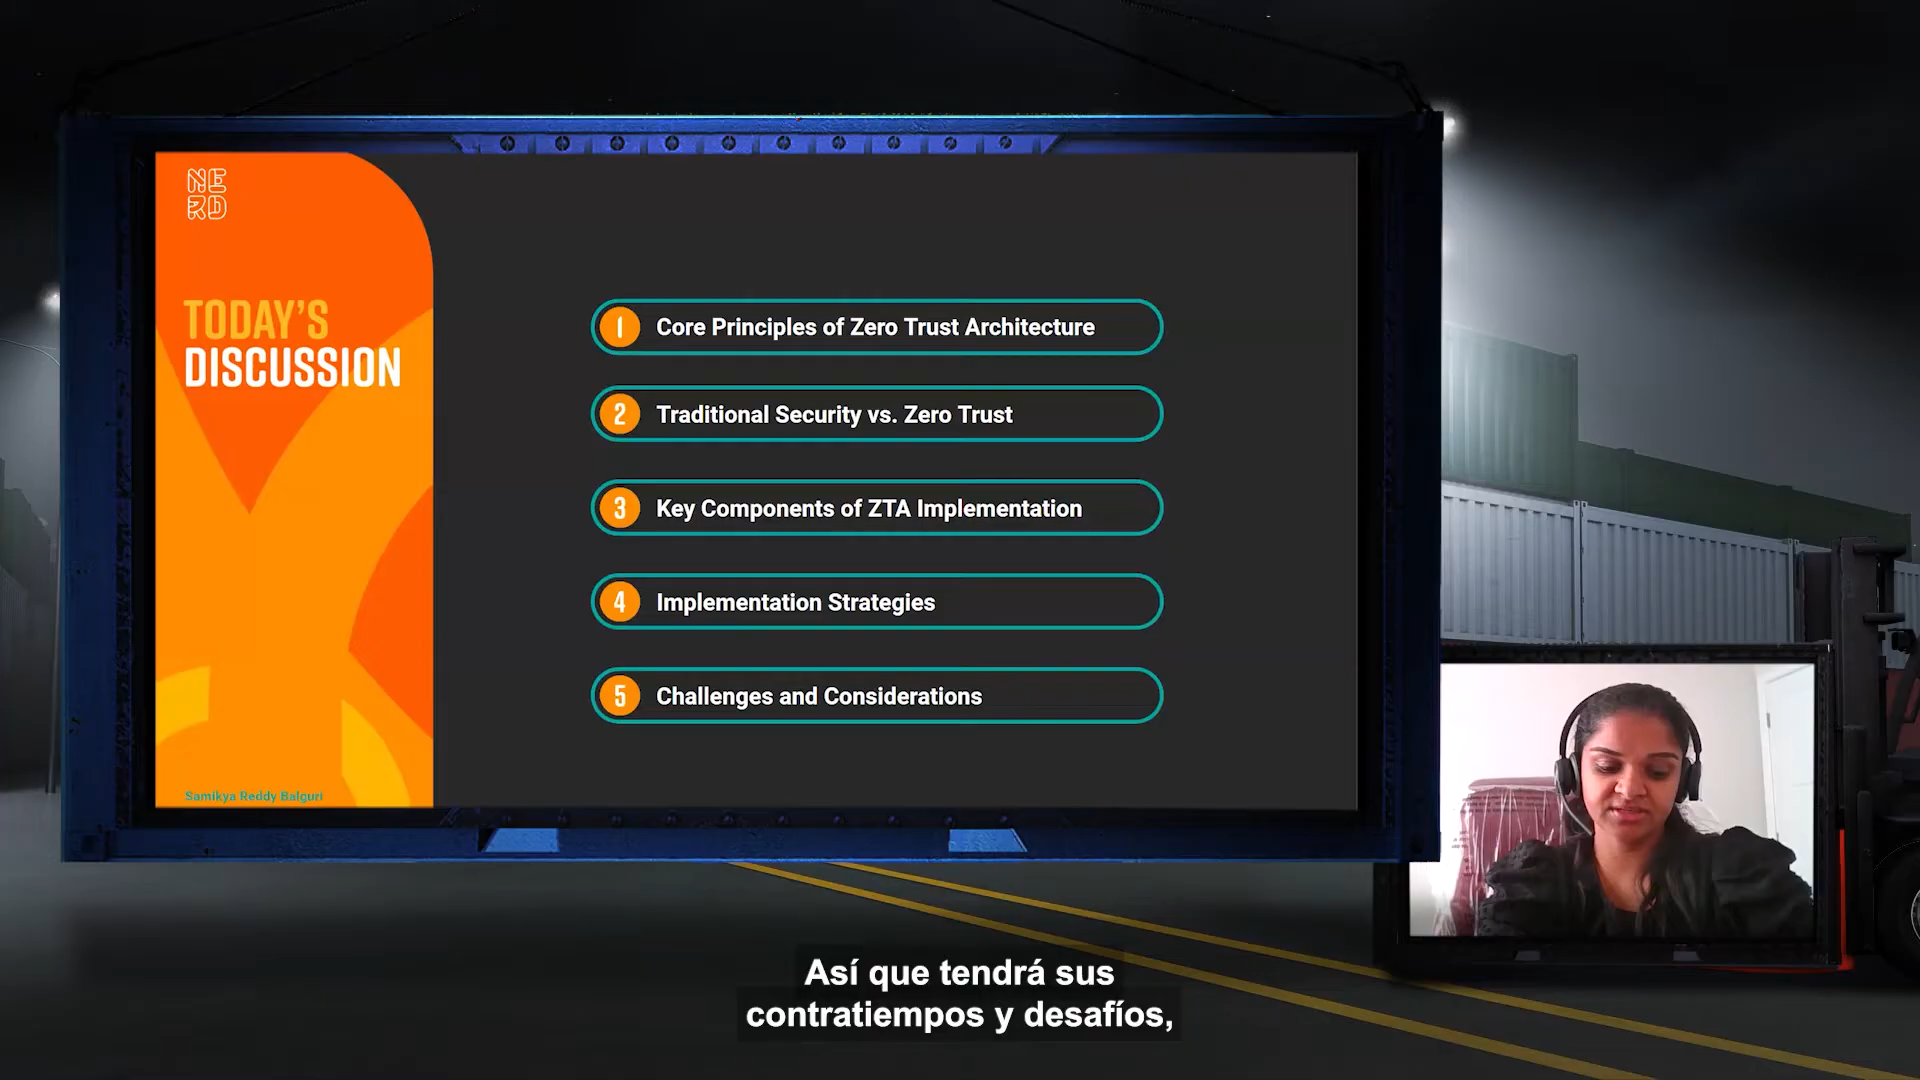 NE
RD
TODAY'S
DISCUSSION
1 Core Principles of Zero Trust Architecture
2 Traditional Security vs. Zero Trust
3 Key Components of ZTA Implementation
4 Implementation Strategies
5 Challenges and Considerations
Samikya Reddy Balguri
Así que tendrá sus
contratiempos y desafíos,